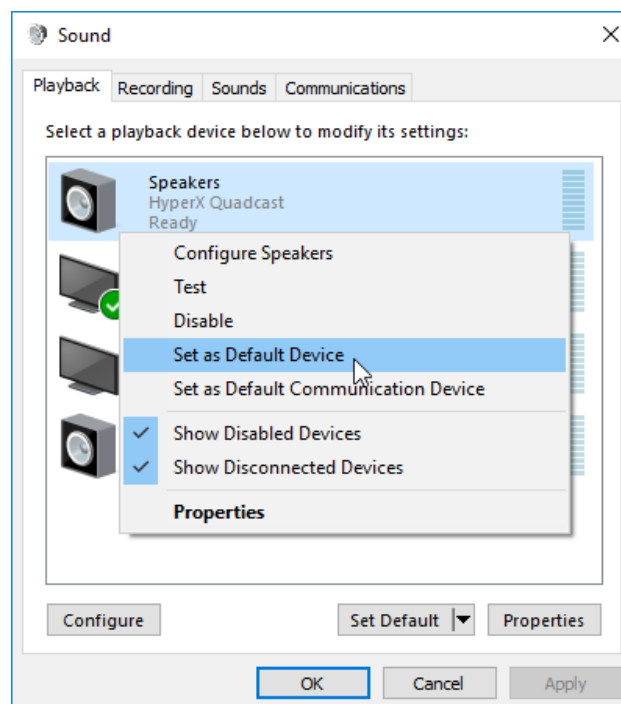 Sound
Playback Recording Sounds Communications
Select a playback device below to modify its settings:
Speakers
HyperX Quadcast
Ready
Configure Speakers
Test
Disable
Set as Default Device
Set as Default Communication Device
Show Disabled Devices
Show Disconnected Devices
Properties
Configure Set Default Properties
OK Cancel Apply